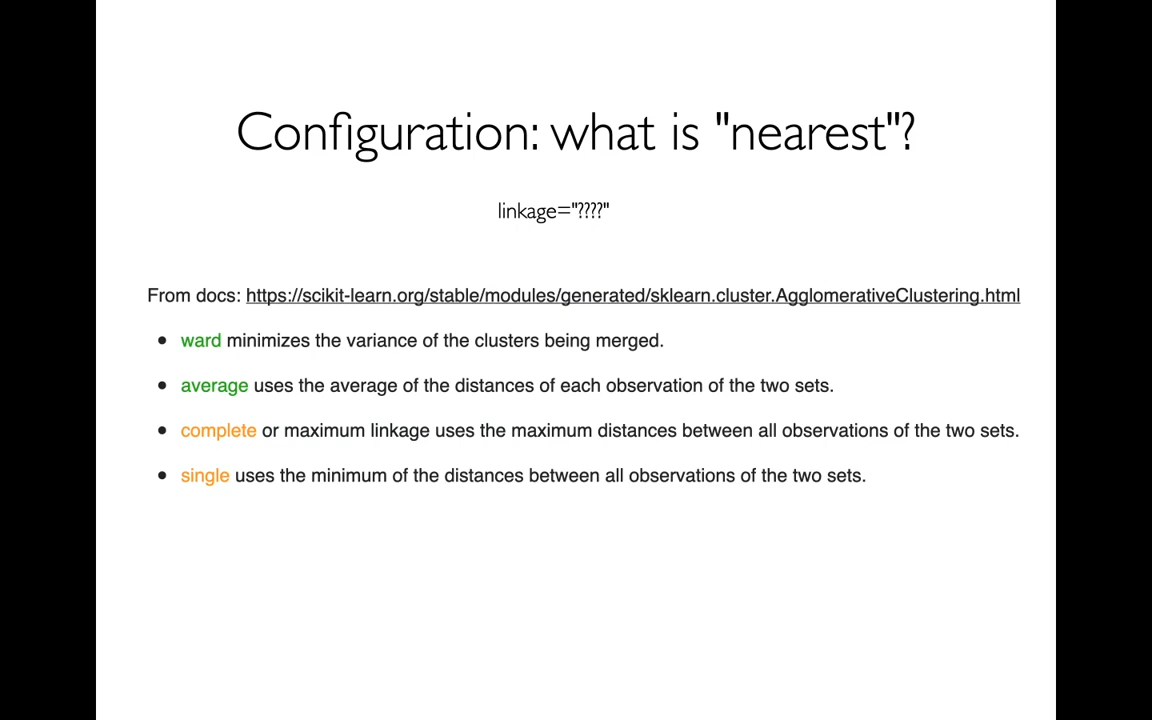 Configuration: what is "nearest"?
linkage="????"
From docs: https://scikit-learn.org/stable/modules/generated/sklearn.cluster.AgglomerativeClustering.html
• ward minimizes the variance of the clusters being merged.
• average uses the average of the distances of each observation of the two sets.
• complete or maximum linkage uses the maximum distances between all observations of the two sets.
• single uses the minimum of the distances between all observations of the two sets.